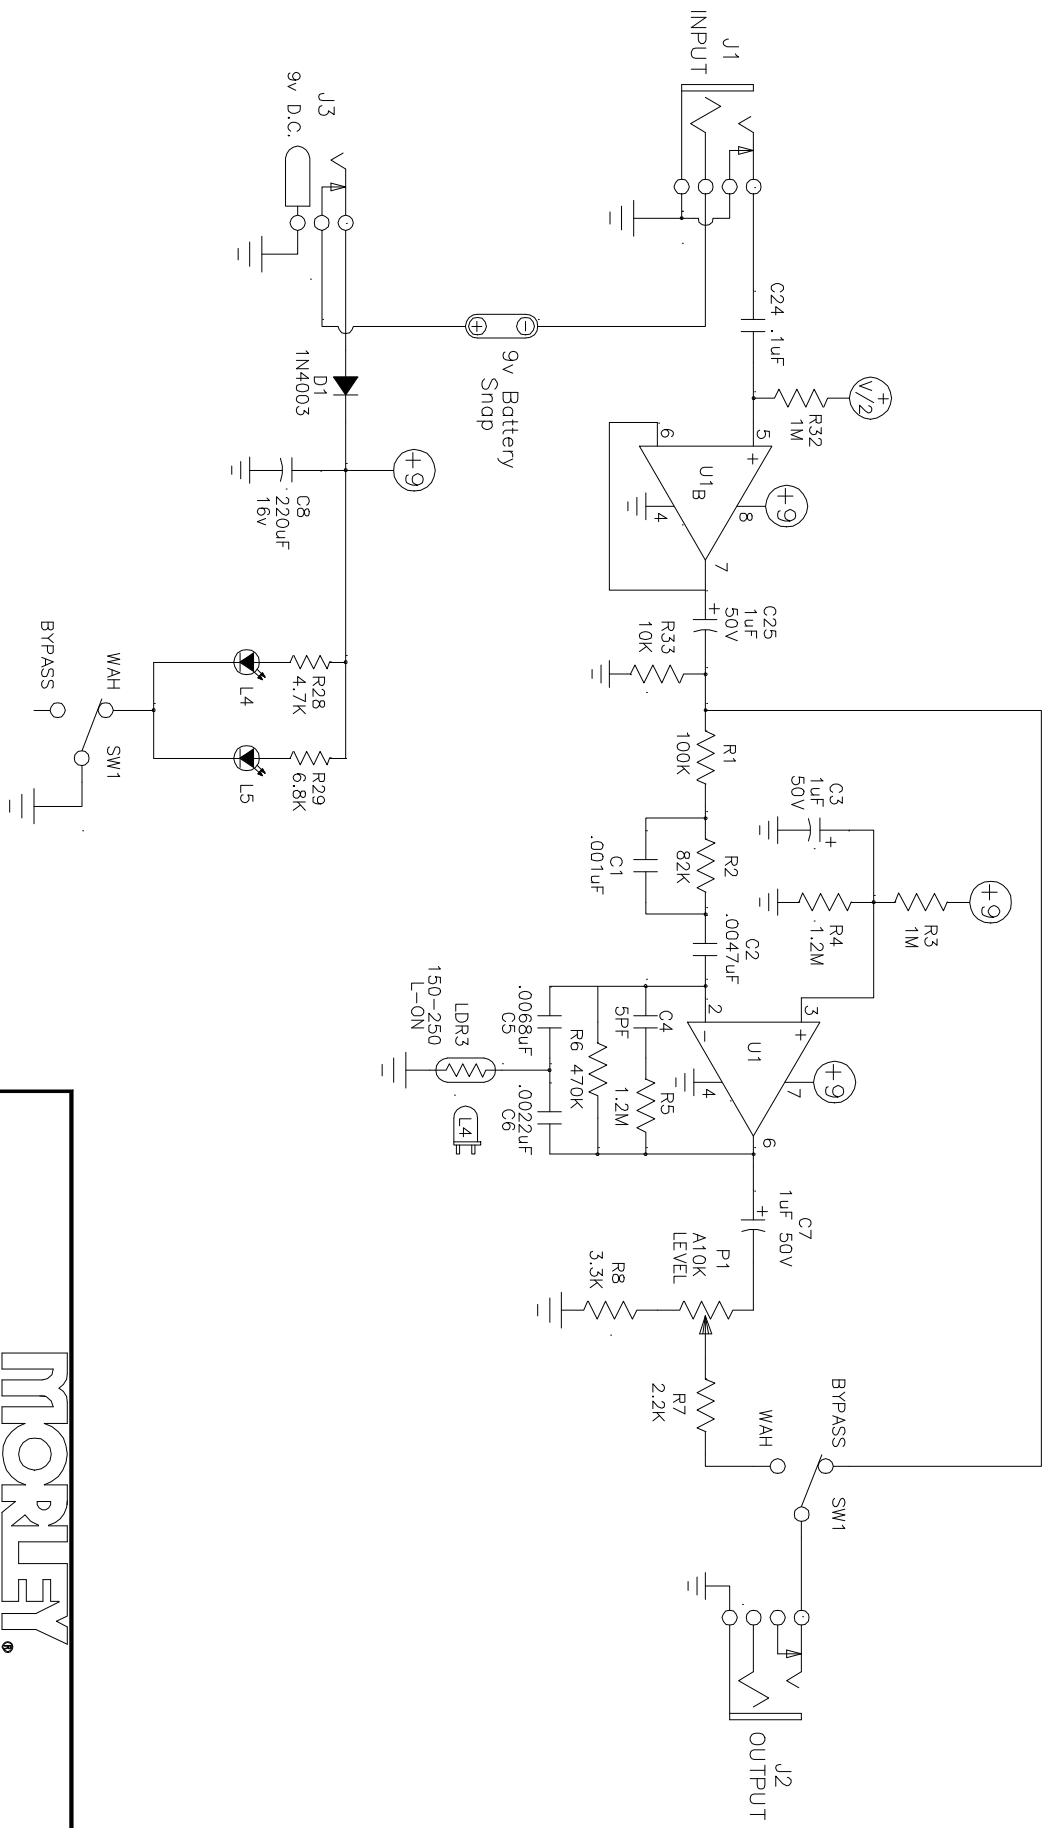 J1
INPUT
C24 .1uF
+
V/2
R32
1M
5
6
+
U1B
+9
8
4
7
C25
1uF
50V
+
R33
10K
R1
100K
R2
82K
C1
.001uF
C2
.0047uF
C3
1uF
50V
+
+9
R3
1M
R4
1.2M
3
2
+
−
U1
+9
7
4
6
C4
5PF
R5
1.2M
R6 470K
.0068uF
C5
.0022uF
C6
LDR3
150-250
L-ON
L4
+
C7
1uF 50V
P1
A10K
LEVEL
R8
3.3K
R7
2.2K
BYPASS
WAH
SW1
J2
OUTPUT
J3
9v D.C.
+
−
9v Battery
Snap
D1
1N4003
+9
C8
220uF
16v
R28
4.7K
L4
R29
6.8K
L5
WAH
BYPASS
SW1
MORLEY®